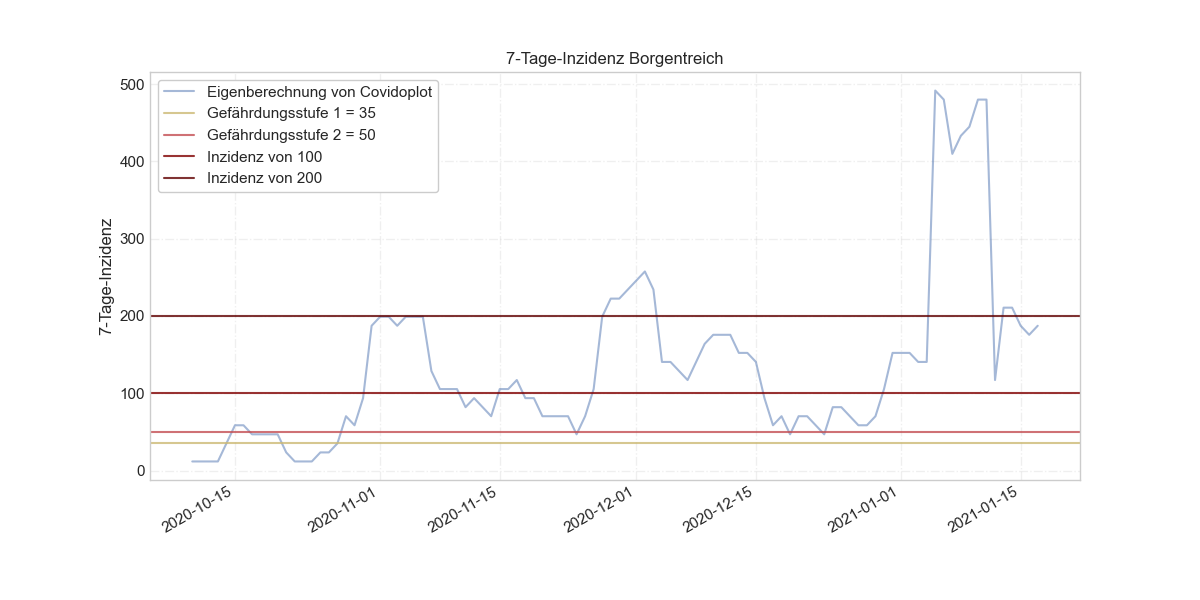 7-Tage-Inzidenz Borgentreich
Eigenberechnung von Covidoplot
Gefährdungsstufe 1 = 35
Gefährdungsstufe 2 = 50
Inzidenz von 100
Inzidenz von 200
7-Tage-Inzidenz
500
400
300
200
100
0
2020-10-15
2020-11-01
2020-11-15
2020-12-01
2020-12-15
2021-01-01
2021-01-15